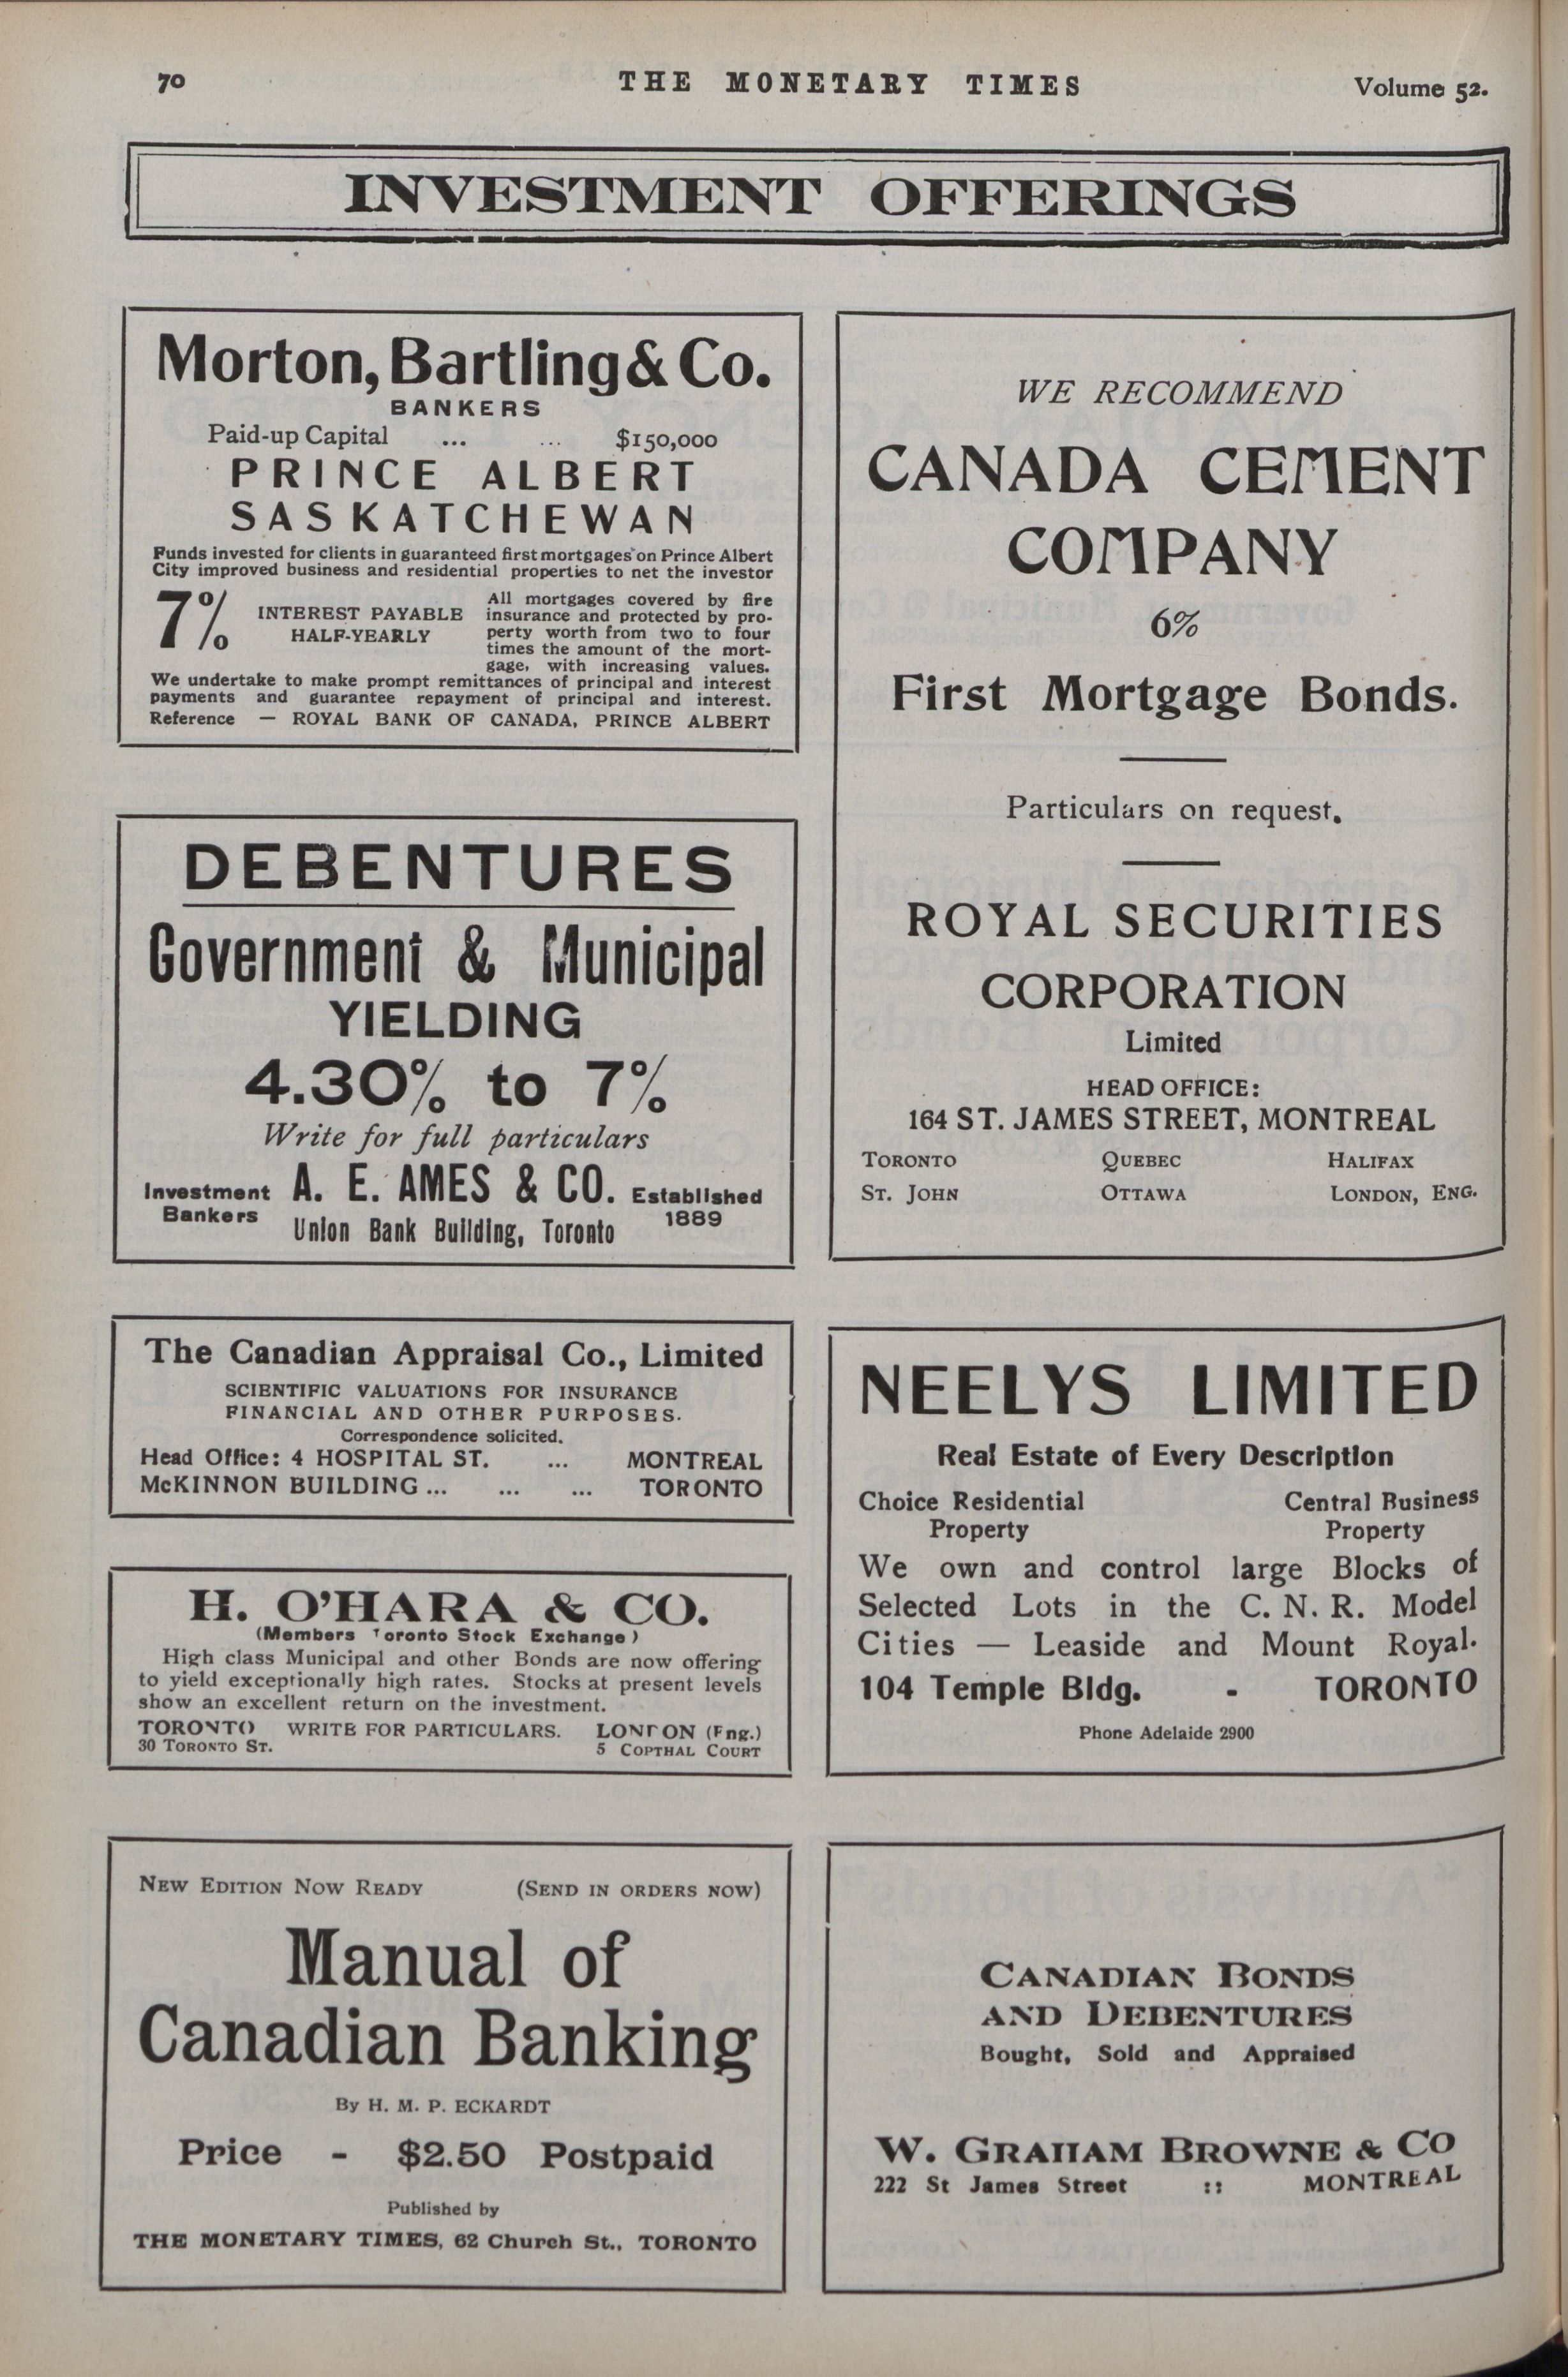 70
THE MONETARY TIMES
Volume 52.
INVESTMENT OFFERINGS
Morton, Bartling & Co.
BANKERS
Paid-up Capital ... ... $150,000
PRINCE ALBERT
SASKATCHEWAN
Funds invested for clients in guaranteed first mortgages on Prince Albert
City improved business and residential properties to net the investor
7% INTEREST PAYABLE
HALF-YEARLY
All mortgages covered by fire
insurance and protected by pro-
perty worth from two to four
times the amount of the mort-
gage, with increasing values.
We undertake to make prompt remittances of principal and interest
payments and guarantee repayment of principal and interest.
Reference — ROYAL BANK OF CANADA, PRINCE ALBERT
DEBENTURES
Government & Municipal
YIELDING
4.30% to 7%
Write for full particulars
Investment
Bankers
A. E. AMES & CO.
Union Bank Building, Toronto
Established
1889
The Canadian Appraisal Co., Limited
SCIENTIFIC VALUATIONS FOR INSURANCE
FINANCIAL AND OTHER PURPOSES.
Correspondence solicited.
Head Office: 4 HOSPITAL ST. ... MONTREAL
McKINNON BUILDING ... ... ... TORONTO
H. O'HARA & CO.
(Members Toronto Stock Exchange)
High class Municipal and other Bonds are now offering
to yield exceptionally high rates. Stocks at present levels
show an excellent return on the investment.
TORONTO WRITE FOR PARTICULARS. LONDON (Eng.)
30 TORONTO ST. 5 COPTHAL COURT
NEW EDITION NOW READY (SEND IN ORDERS NOW)
Manual of
Canadian Banking
By H. M. P. ECKARDT
Price - $2.50 Postpaid
Published by
THE MONETARY TIMES, 62 Church St., TORONTO
WE RECOMMEND
CANADA CEMENT
COMPANY
6%
First Mortgage Bonds.
Particulars on request.
ROYAL SECURITIES
CORPORATION
Limited
HEAD OFFICE:
164 ST. JAMES STREET, MONTREAL
TORONTO QUEBEC HALIFAX
ST. JOHN OTTAWA LONDON, ENG.
NEELYS LIMITED
Real Estate of Every Description
Choice Residential
Property
Central Business
Property
We own and control large Blocks of
Selected Lots in the C. N. R. Model
Cities — Leaside and Mount Royal.
104 Temple Bldg. - TORONTO
Phone Adelaide 2900
CANADIAN BONDS
AND DEBENTURES
Bought, Sold and Appraised
W. GRAHAM BROWNE & CO
222 St James Street :: MONTREAL